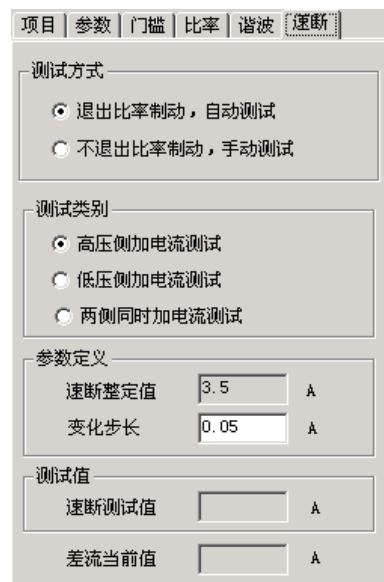 项目 参数 门槛 比率 谐波 速断
测试方式
退出比率制动，自动测试
不退出比率制动，手动测试
测试类别
高压侧加电流测试
低压侧加电流测试
两侧同时加电流测试
参数定义
速断整定值 3.5 A
变化步长 0.05 A
测试值
速断测试值 A
差流当前值 A